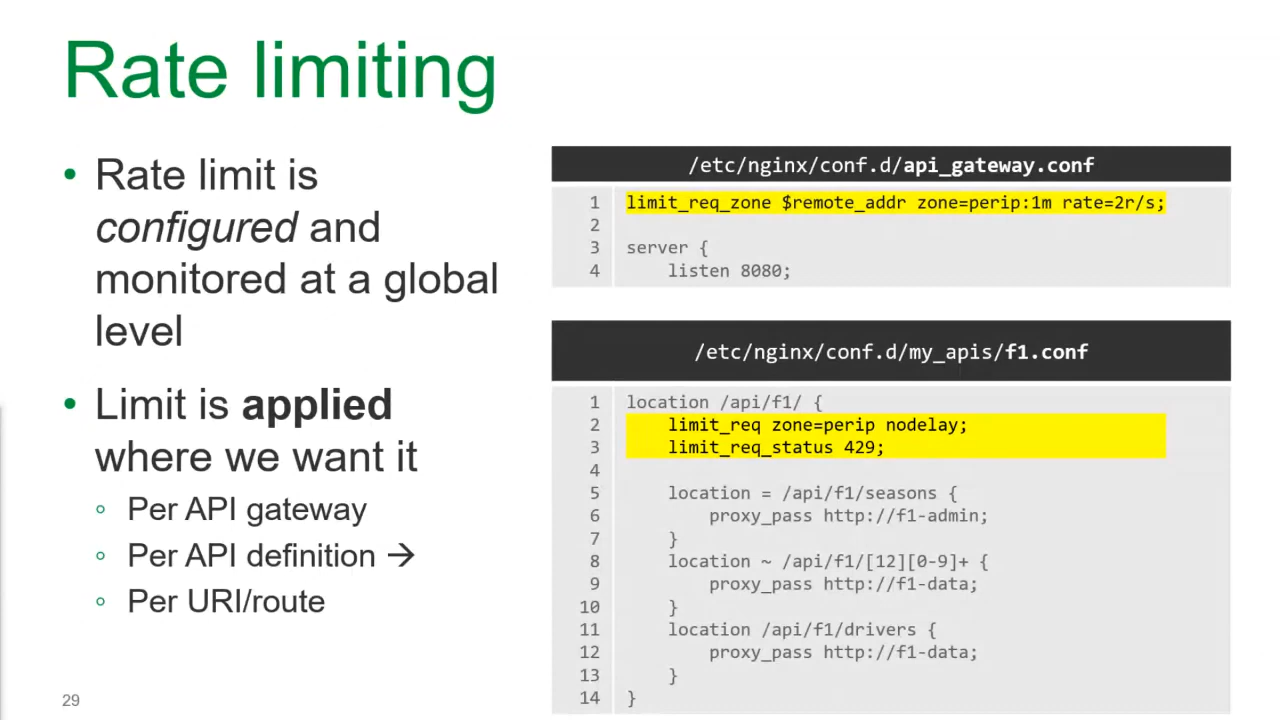 Rate limiting
• Rate limit is
configured and
monitored at a global
level
• Limit is applied
where we want it
◦ Per API gateway
◦ Per API definition →
◦ Per URI/route
/etc/nginx/conf.d/api_gateway.conf
1 limit_req_zone $remote_addr zone=perip:1m rate=2r/s;
2
3 server {
4     listen 8080;
/etc/nginx/conf.d/my_apis/f1.conf
1 location /api/f1/ {
2     limit_req zone=perip nodelay;
3     limit_req_status 429;
4
5     location = /api/f1/seasons {
6         proxy_pass http://f1-admin;
7     }
8     location ~ /api/f1/[12][0-9]+ {
9         proxy_pass http://f1-data;
10     }
11     location /api/f1/drivers {
12         proxy_pass http://f1-data;
13     }
14 }
29